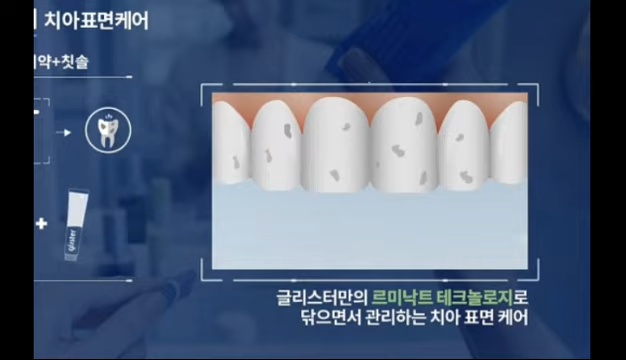 치아표면케어
약+칫솔
+
glister
글리스터만의 르미낙트 테크놀로지로
닦으면서 관리하는 치아 표면 케어